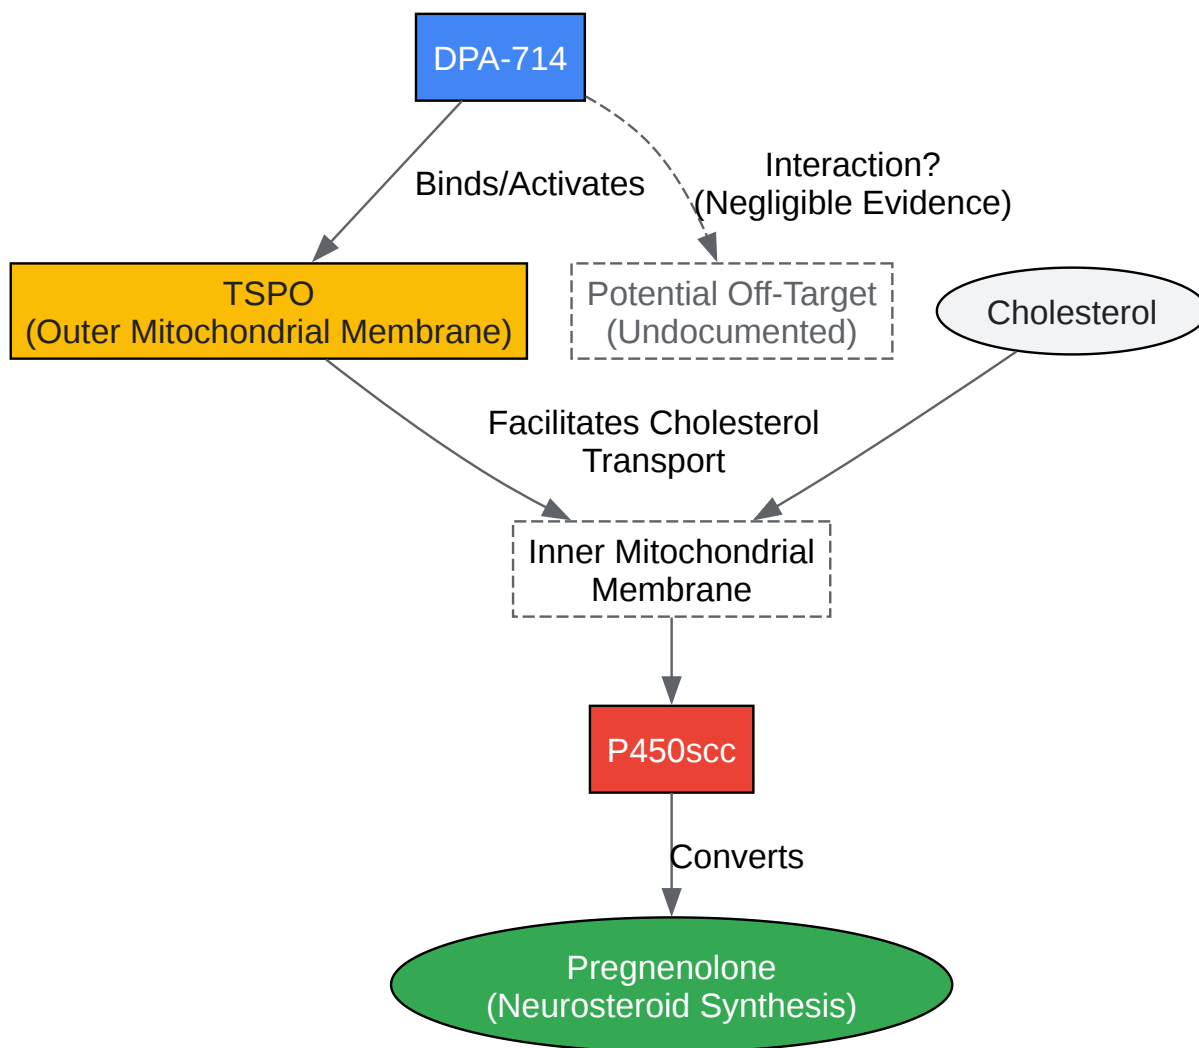 DPA-714
Binds/Activates
Interaction?
(Negligible Evidence)
TSPO
(Outer Mitochondrial Membrane)
Potential Off-Target
(Undocumented)
Cholesterol
Facilitates Cholesterol
Transport
Inner Mitochondrial
Membrane
P450scc
Converts
Pregnenolone
(Neurosteroid Synthesis)